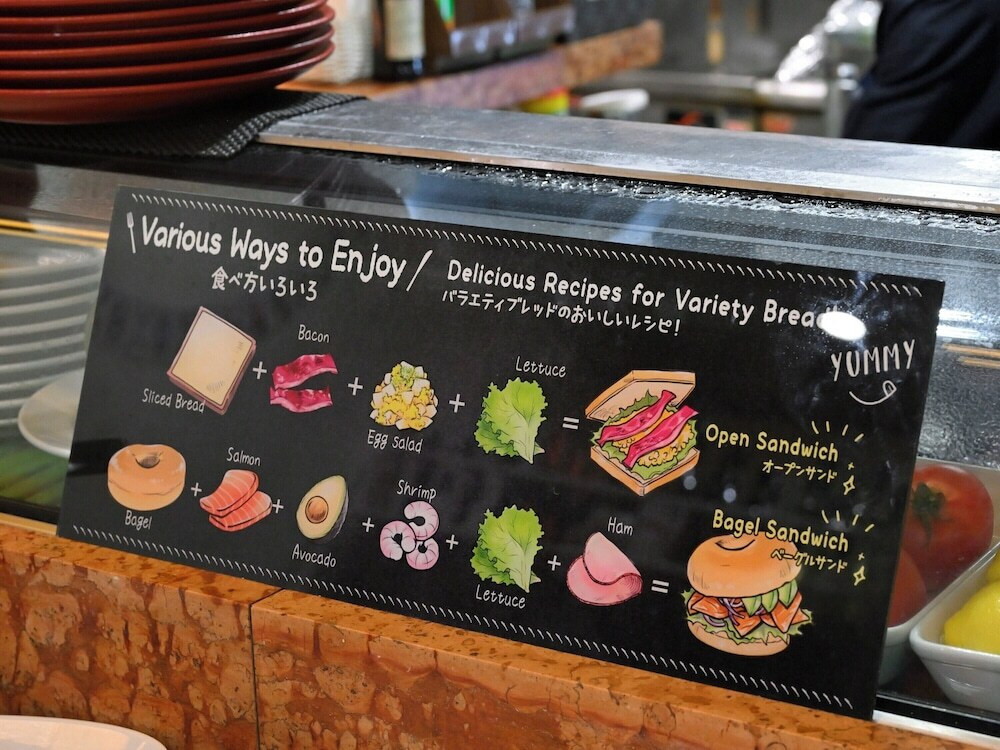 Various Ways to Enjoy /
食べ方いろいろ
Delicious Recipes for Variety Bread
バラエティブレッドのおいしいレシピ!
YUMMY
Sliced Bread
+
Bacon
+
Egg salad
+
Lettuce
=
Open Sandwich
オープンサンド
Bagel
+
Salmon
+
Avocado
+
Shrimp
+
Lettuce
+
Ham
=
Bagel Sandwich
ベーグルサンド